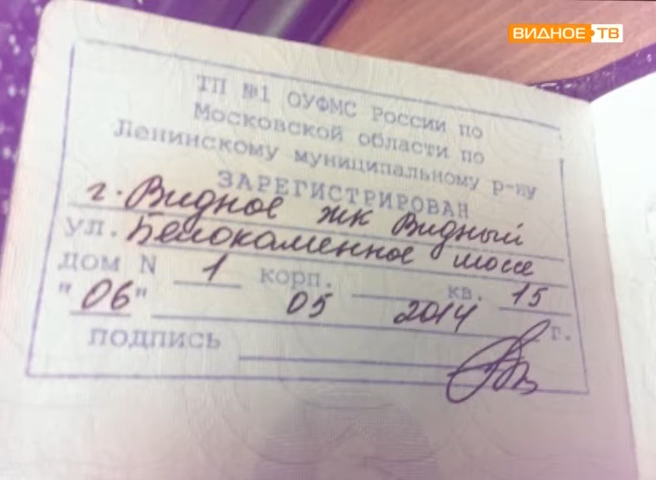 ВИДНОЕ ТВ
ТП №1 ОУФМС России по
Московской области по
Ленинскому муниципальному р-ну
ЗАРЕГИСТРИРОВАН
г. Видное жк Видный
ул. Белокаменное шоссе
дом N 1 корп. кв. 15
"06" 05 2014 г.
подпись